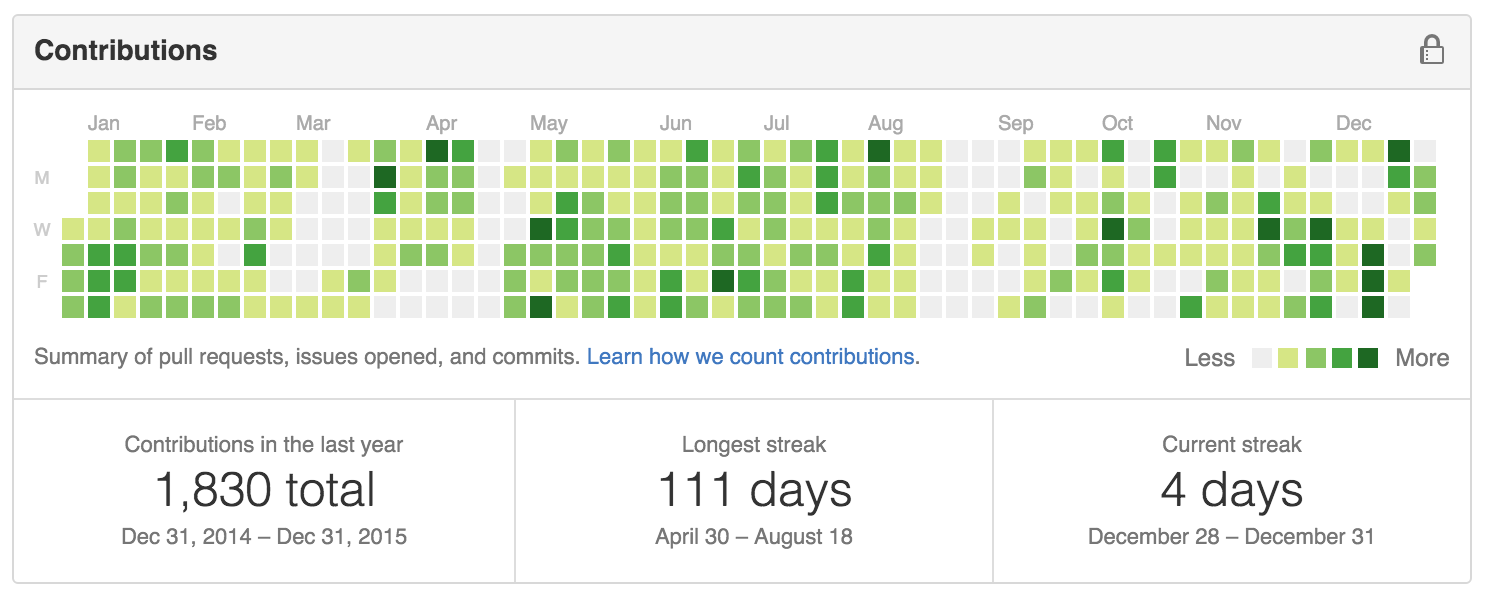 Contributions
Jan Feb Mar Apr May Jun Jul Aug Sep Oct Nov Dec
M
W
F
Summary of pull requests, issues opened, and commits. Learn how we count contributions. Less More
Contributions in the last year Longest streak Current streak
1,830 total 111 days 4 days
Dec 31, 2014 – Dec 31, 2015 April 30 – August 18 December 28 – December 31